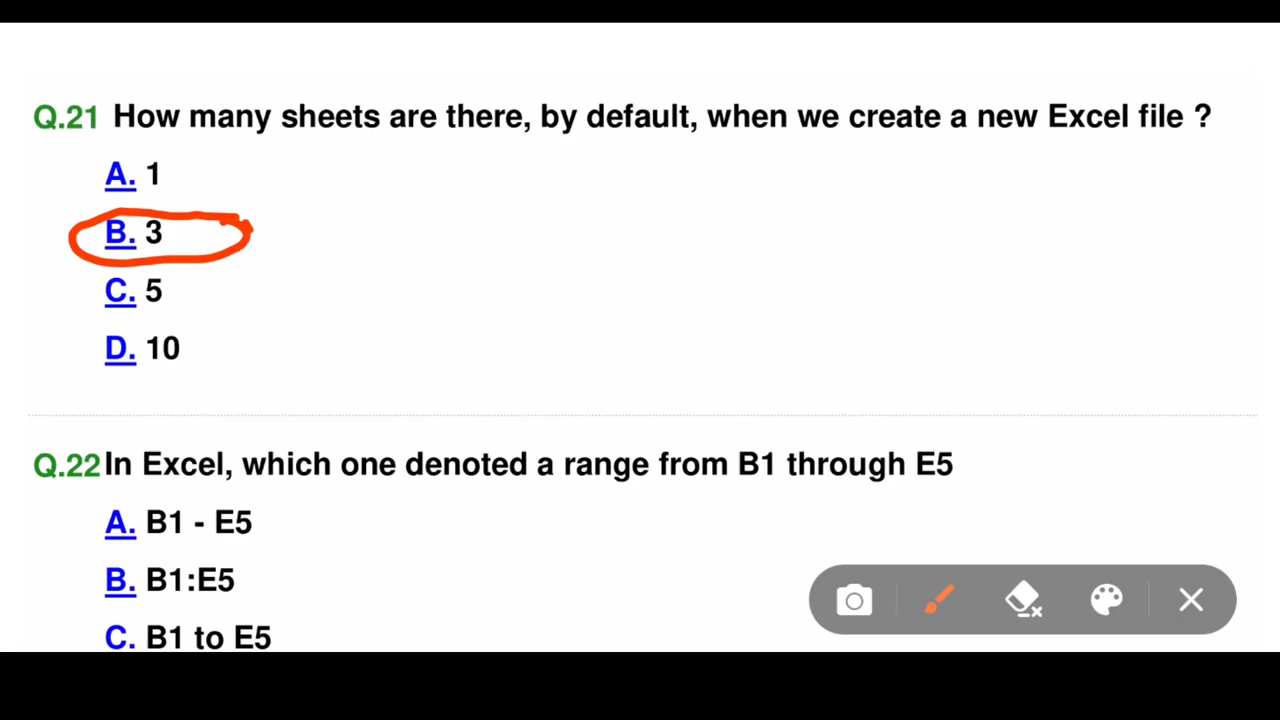 Q.21 How many sheets are there, by default, when we create a new Excel file ?
A. 1
B. 3
C. 5
D. 10
Q.22 In Excel, which one denoted a range from B1 through E5
A. B1 - E5
B. B1:E5
C. B1 to E5